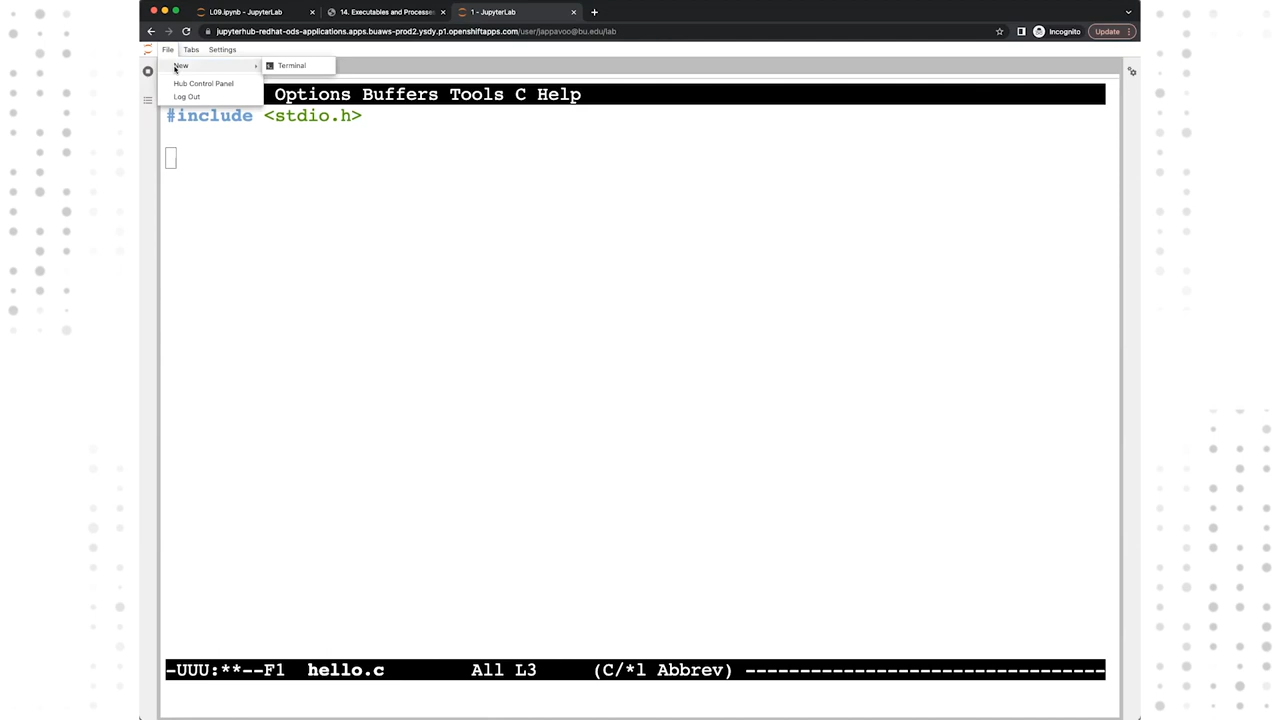 L09.ipynb - JupyterLab
14. Executables and Processe
1 - JupyterLab
jupyterhub-redhat-ods-applications.apps.buaws-prod2.ysdy.p1.openshiftapps.com/user/jappavoo@bu.edu/lab
Incognito
Update
File Tabs Settings
New
Terminal
Hub Control Panel
Log Out
Options Buffers Tools C Help
#include <stdio.h>
-UUU:**--F1 hello.c All L3 (C/*l Abbrev) ---------------------------------